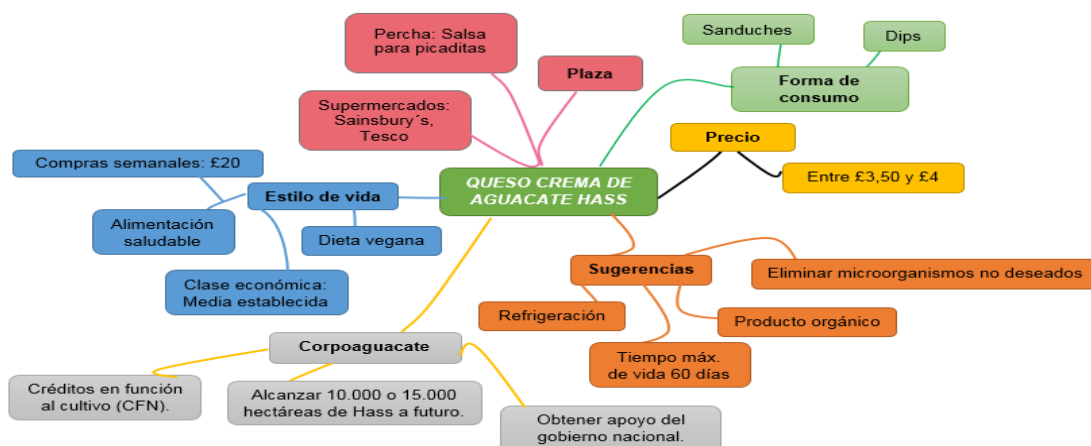 Percha: Salsa
para picaditas
Plaza
Supermercados:
Sainsbury´s,
Tesco
Sanduches
Dips
Forma de
consumo
Precio
Entre £3,50 y £4
QUESO CREMA DE
AGUACATE HASS
Compras semanales: £20
Estilo de vida
Alimentación
saludable
Dieta vegana
Clase económica:
Media establecida
Sugerencias
Eliminar microorganismos no deseados
Refrigeración
Producto orgánico
Tiempo máx.
de vida 60 días
Corpoaguacate
Créditos en función
al cultivo (CFN).
Alcanzar 10.000 o 15.000
hectáreas de Hass a futuro.
Obtener apoyo del
gobierno nacional.